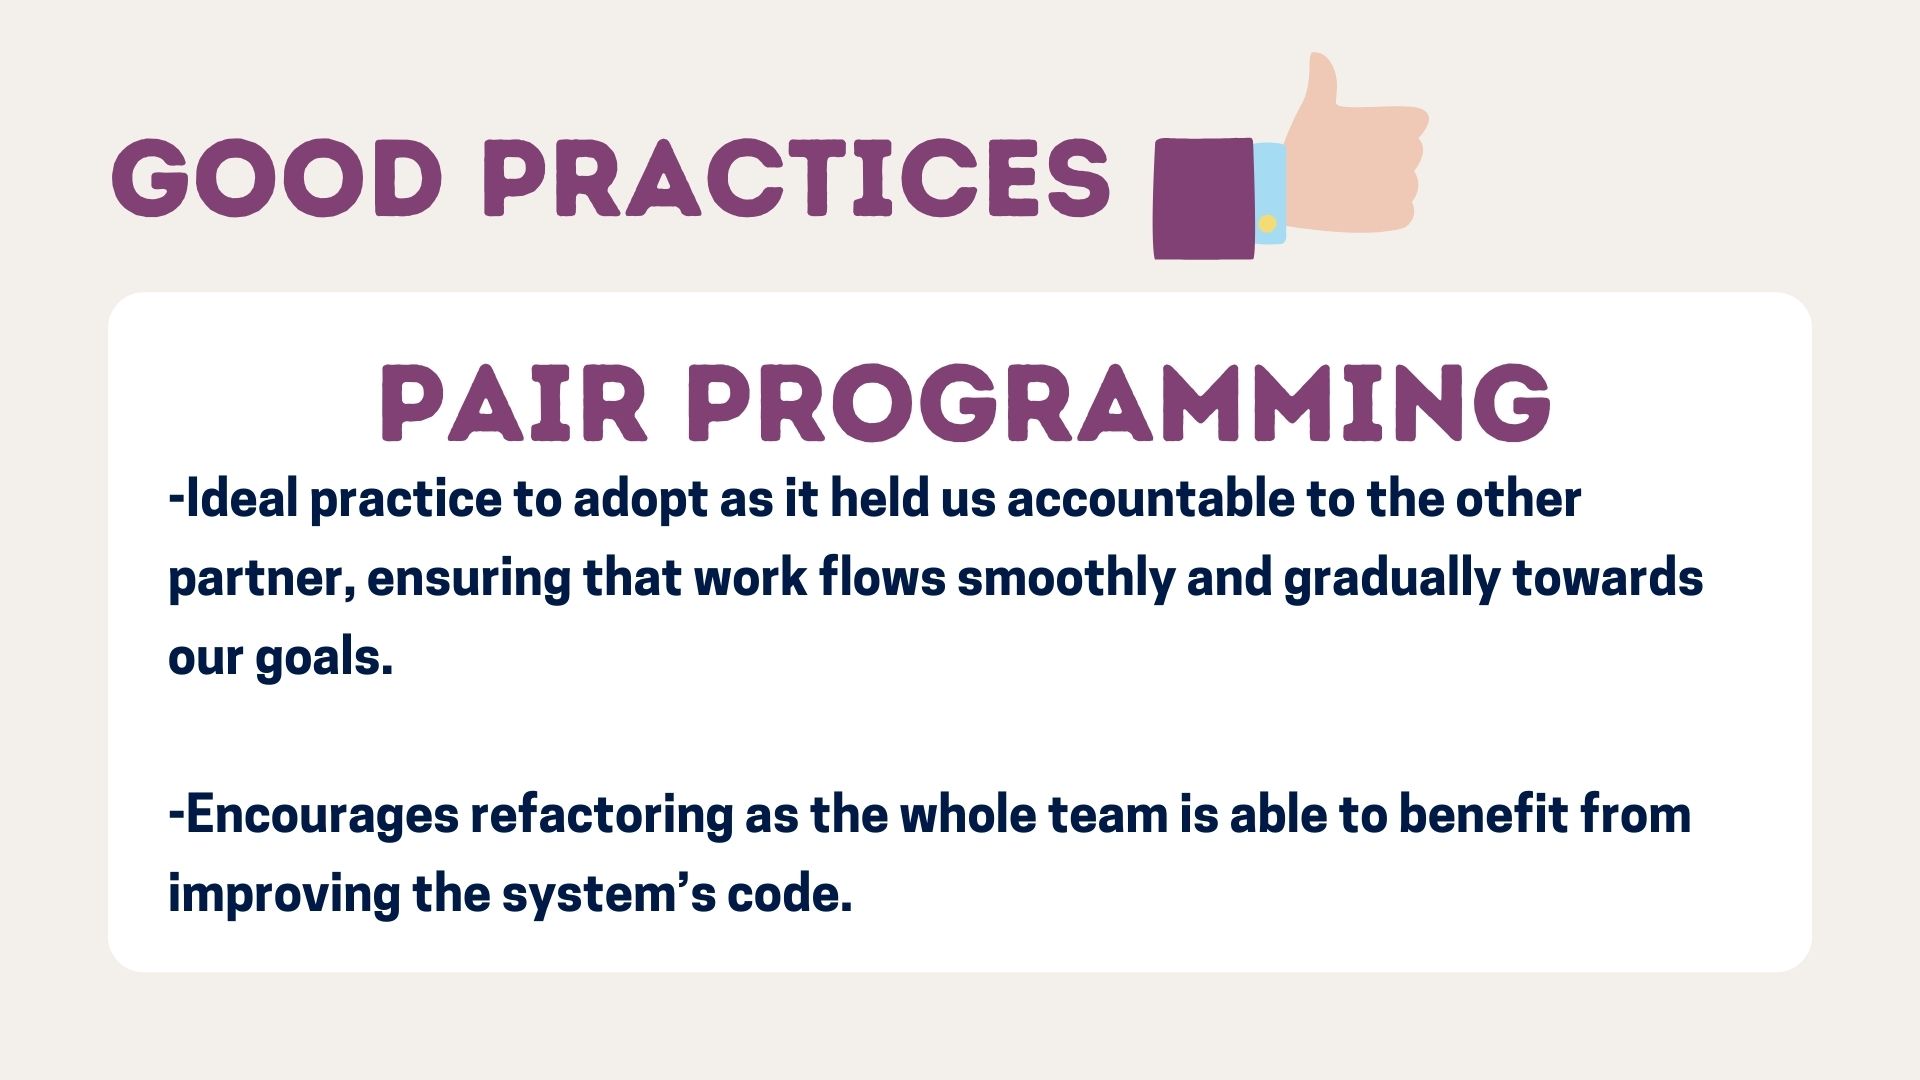 GOOD PRACTICES
PAIR PROGRAMMING
-Ideal practice to adopt as it held us accountable to the other
partner, ensuring that work flows smoothly and gradually towards
our goals.
-Encourages refactoring as the whole team is able to benefit from
improving the system’s code.